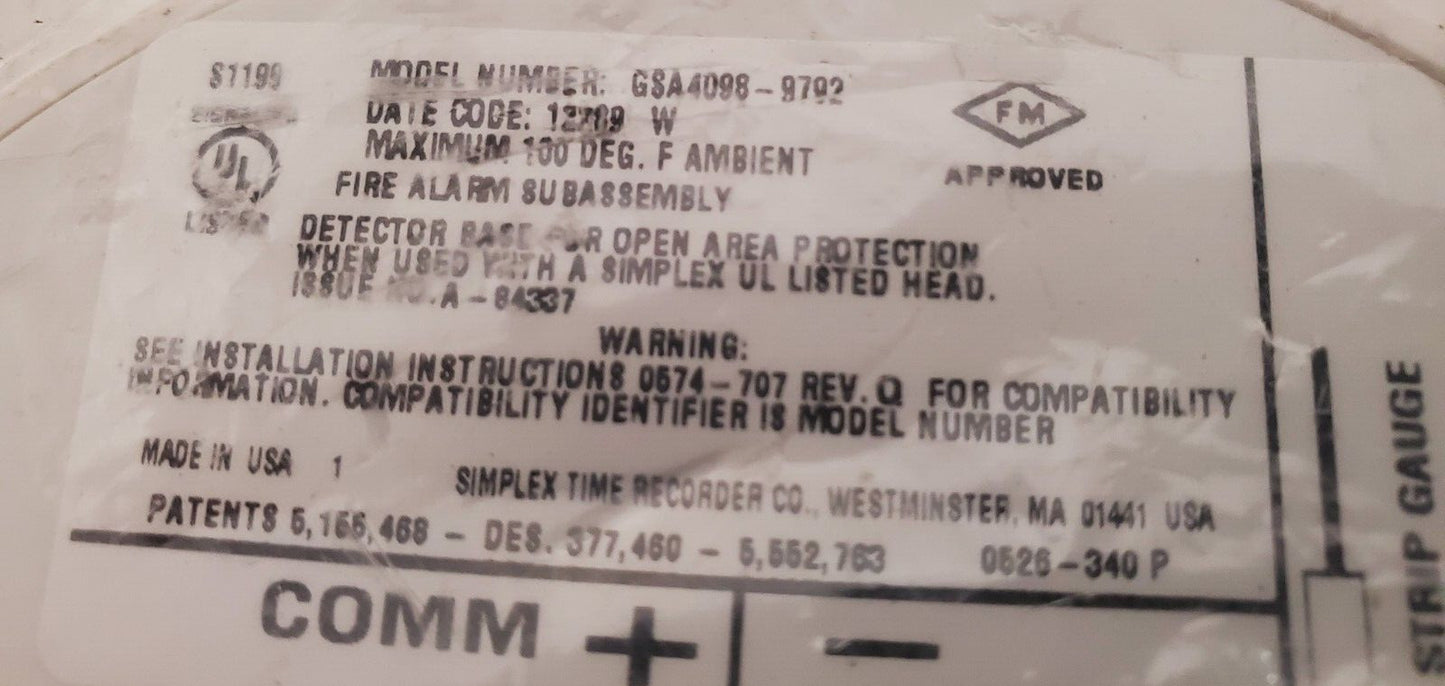 S1199
MODEL NUMBER: GSA4098-9792
DATE CODE: W
MAXIMUM 100 DEG. F AMBIENT
FIRE ALARM SUBASSEMBLY
UL
LISTED
DETECTOR BASE FOR OPEN AREA PROTECTION
WHEN USED WITH A SIMPLEX UL LISTED HEAD.
ISSUE NO. A-84337
FM
APPROVED
WARNING:
SEE INSTALLATION INSTRUCTIONS 0574-707 REV. Q FOR COMPATIBILITY
INFORMATION. COMPATIBILITY IDENTIFIER IS MODEL NUMBER
MADE IN USA 1
SIMPLEX TIME RECORDER CO., WESTMINSTER, MA 01441 USA
PATENTS 5,155,468 - DES. 377,460 - 5,552,763 0526-340 P
COMM + -
STRIP GAUGE